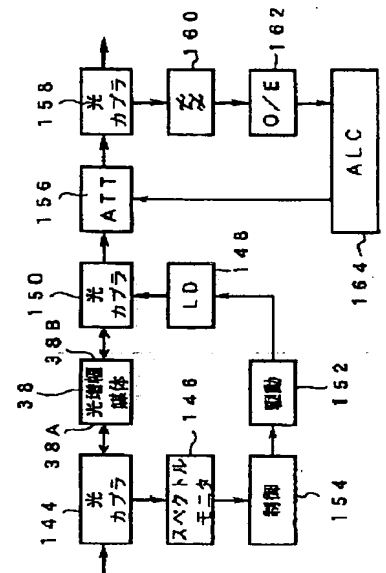 144
38A
38
38B
150
156
158
光
カプラ
光増幅
媒体
光
カプラ
ATT
光
カプラ
146
148
160
スペクトル
モニタ
LD
162
O/E
制御
駆動
ALC
154
152
164